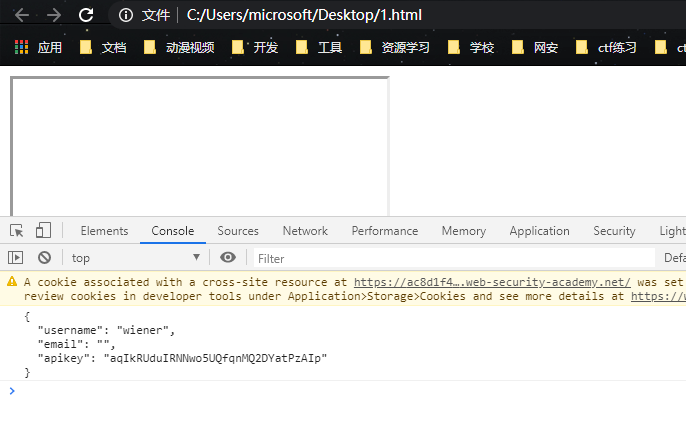 文件 C:/Users/microsoft/Desktop/1.html
应用 文档 动漫视频 开发 工具 资源学习 学校 网安 ctf练习 ct
Elements Console Sources Network Performance Memory Application Security Light
top Filter Defa
A cookie associated with a cross-site resource at https://ac8d1f4….web-security-academy.net/ was set
review cookies in developer tools under Application>Storage>Cookies and see more details at https://w
{
"username": "wiener",
"email": "",
"apikey": "aqIkRUduIRNNwo5UQfqnMQ2DYatPzAIp"
}